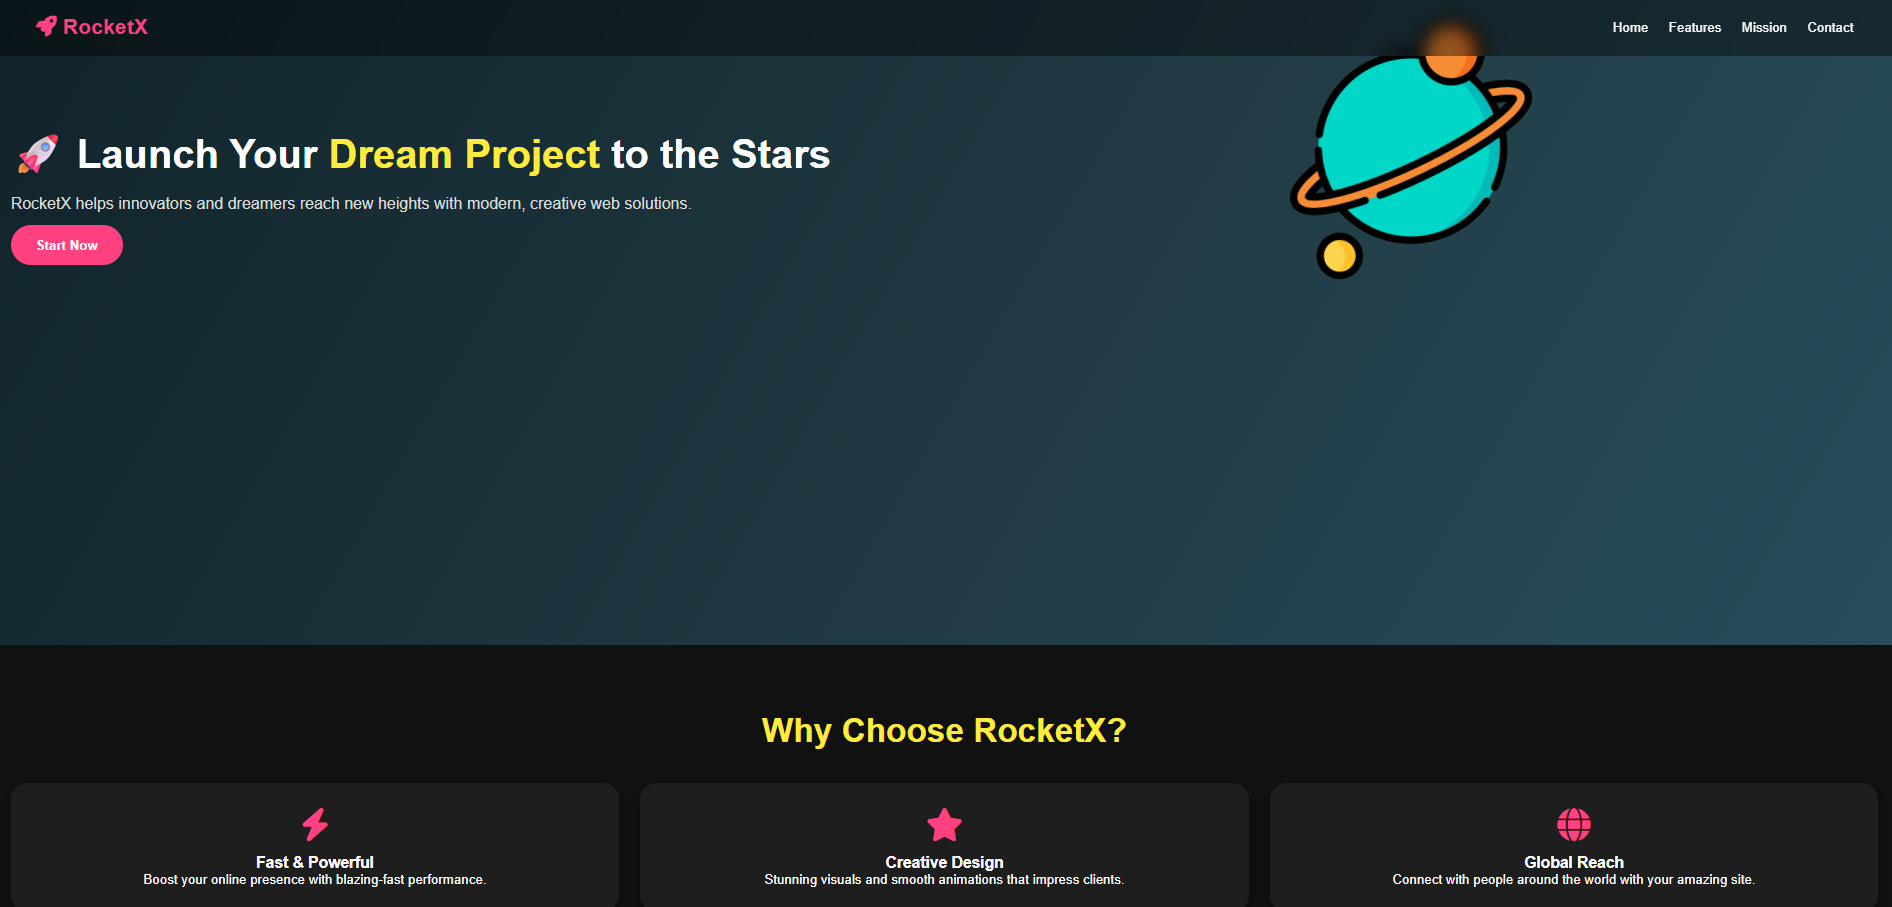 RocketX
Home Features Mission Contact
🚀 Launch Your Dream Project to the Stars
RocketX helps innovators and dreamers reach new heights with modern, creative web solutions.
Start Now
Why Choose RocketX?
Fast & Powerful
Boost your online presence with blazing-fast performance.
Creative Design
Stunning visuals and smooth animations that impress clients.
Global Reach
Connect with people around the world with your amazing site.